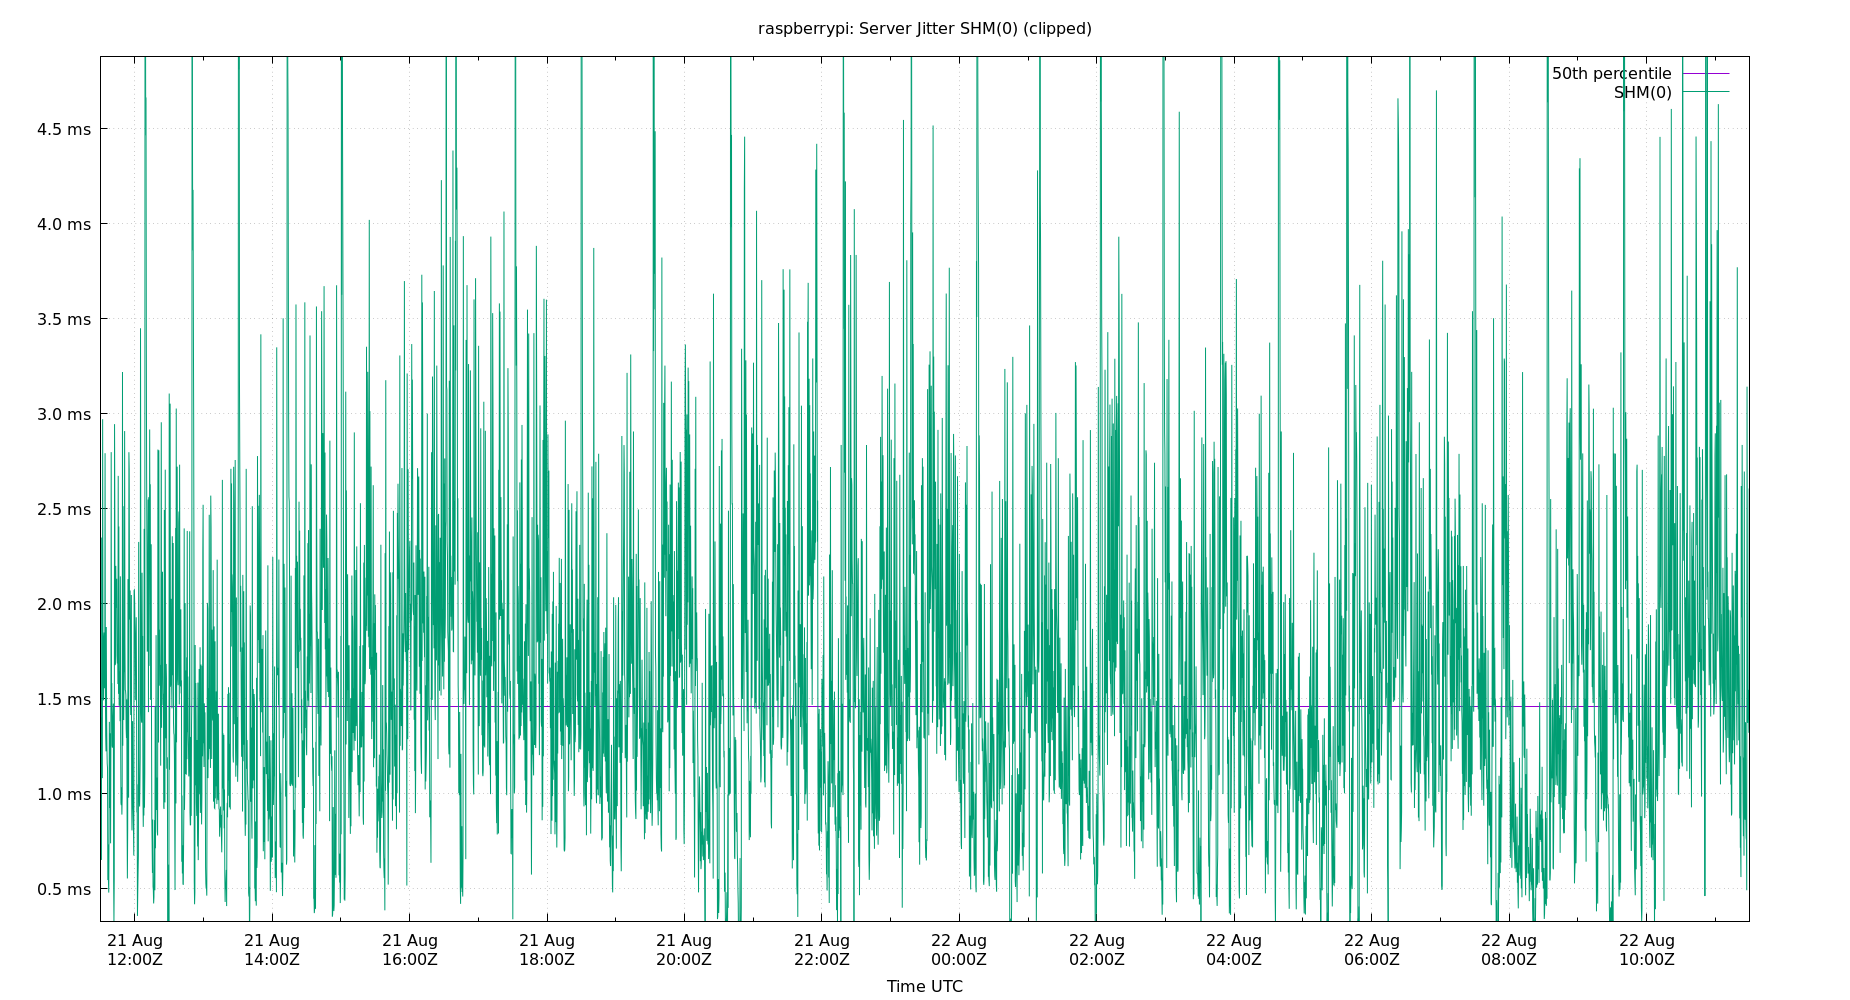 raspberrypi: Server Jitter SHM(0) (clipped)
50th percentile
SHM(0)
4.5 ms
4.0 ms
3.5 ms
3.0 ms
2.5 ms
2.0 ms
1.5 ms
1.0 ms
0.5 ms
21 Aug 21 Aug 21 Aug 21 Aug 21 Aug 21 Aug 22 Aug 22 Aug 22 Aug 22 Aug 22 Aug 22 Aug
12:00Z 14:00Z 16:00Z 18:00Z 20:00Z 22:00Z 00:00Z 02:00Z 04:00Z 06:00Z 08:00Z 10:00Z
Time UTC